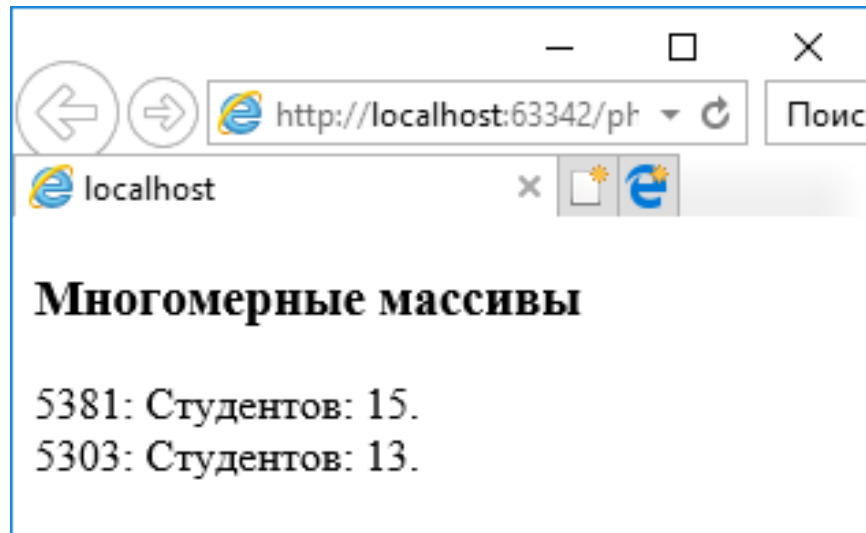 http://localhost:63342/ph
Поис
localhost
Многомерные массивы
5381: Студентов: 15.
5303: Студентов: 13.